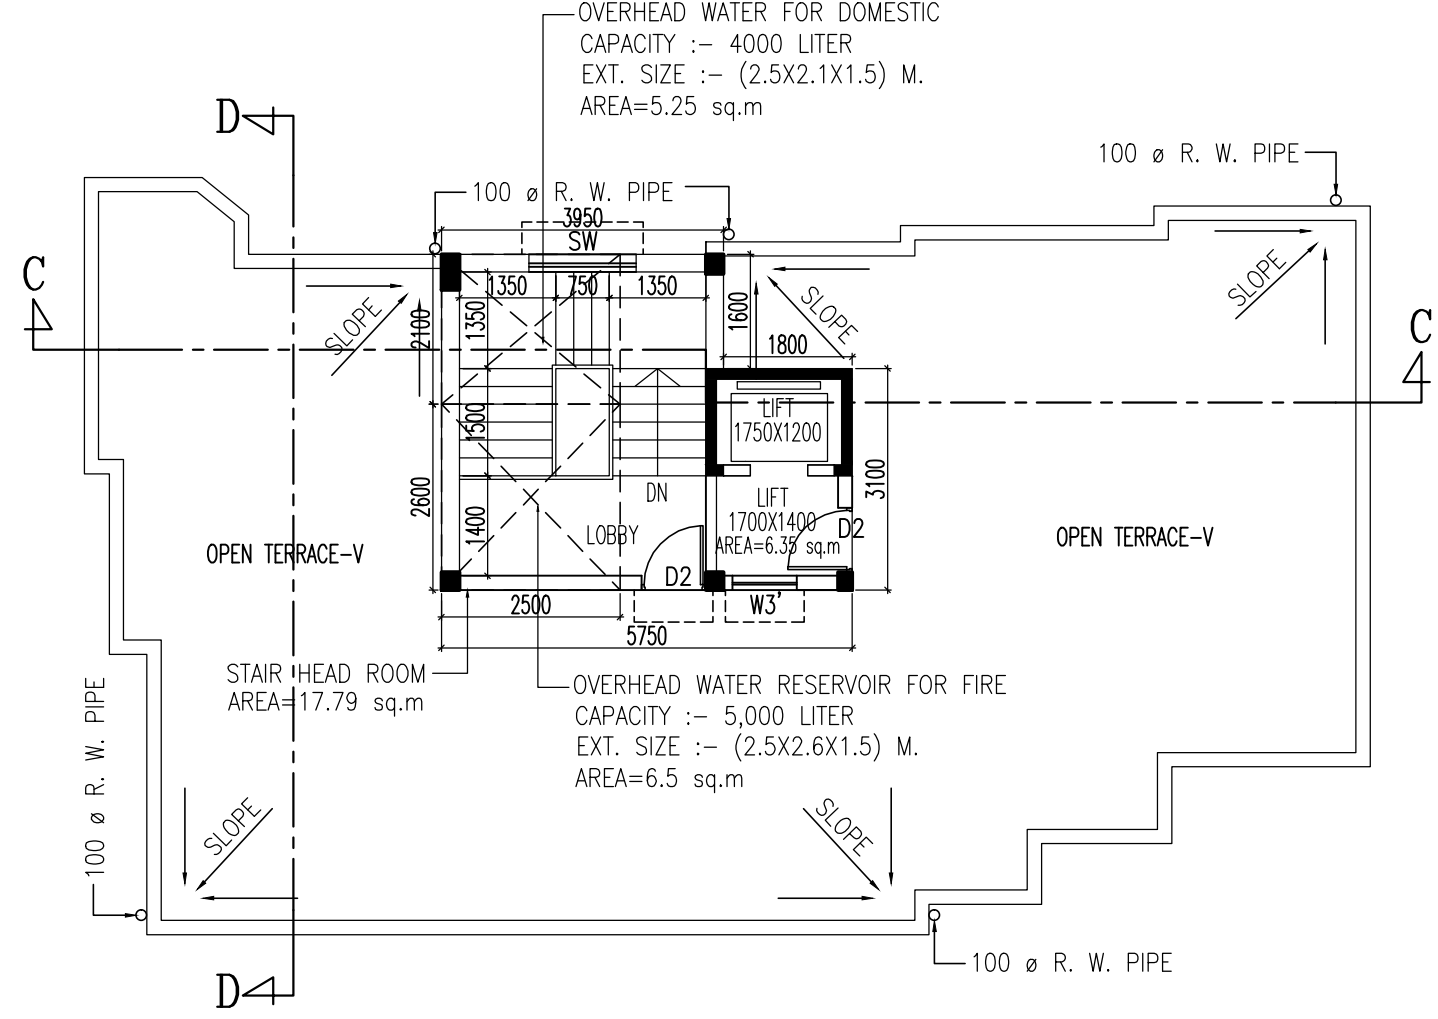 OVERHEAD WATER FOR DOMESTIC
CAPACITY :- 4000 LITER
EXT. SIZE :- (2.5X2.1X1.5) M.
AREA=5.25 sq.m
D
100 ø R. W. PIPE
100 ø R. W. PIPE
3950
SW
C
SLOPE
SLOPE
SLOPE
1350
750
1350
1350
2100
1600
1800
C
LIFT
1750X1200
1500
2600
1400
3100
DN
LIFT
1700X1400
AREA=6.35 sq.m
D2
LOBBY
D2
OPEN TERRACE-V
OPEN TERRACE-V
W3'
2500
5750
STAIR HEAD ROOM
AREA=17.79 sq.m
OVERHEAD WATER RESERVOIR FOR FIRE
CAPACITY :- 5,000 LITER
EXT. SIZE :- (2.5X2.6X1.5) M.
AREA=6.5 sq.m
100 ø R. W. PIPE
SLOPE
SLOPE
100 ø R. W. PIPE
D